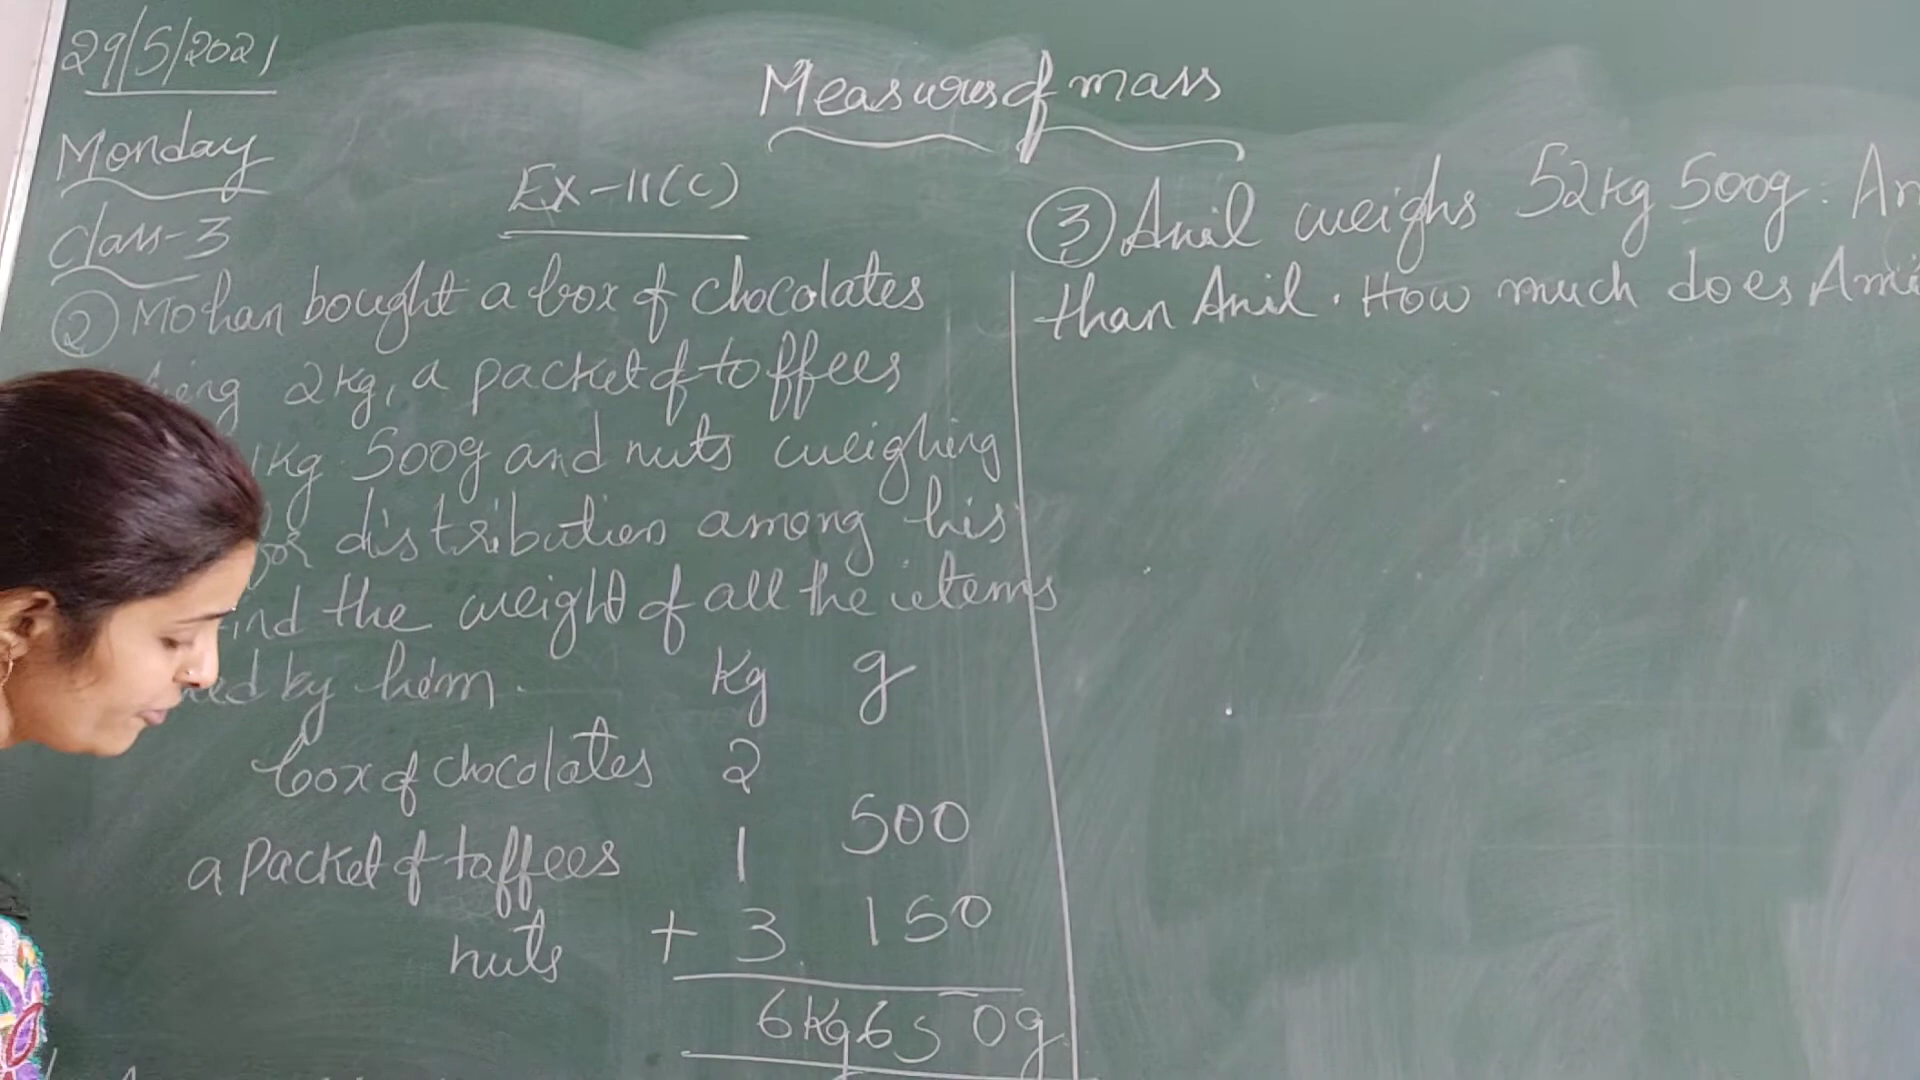 29/5/2021
Monday
Class-3
Measures of mass
Ex-11(c)
② Mohan bought a box of chocolates
2kg, a packet of toffees
1kg 500g and nuts weighing
for distribution among his
the weight of all the items
by him.
kg g
box of chocolates 2
a packet of toffees 1 500
nuts + 3 150
6kg 650g
③ Anil weighs 52kg 500g.
than Anil. How much does